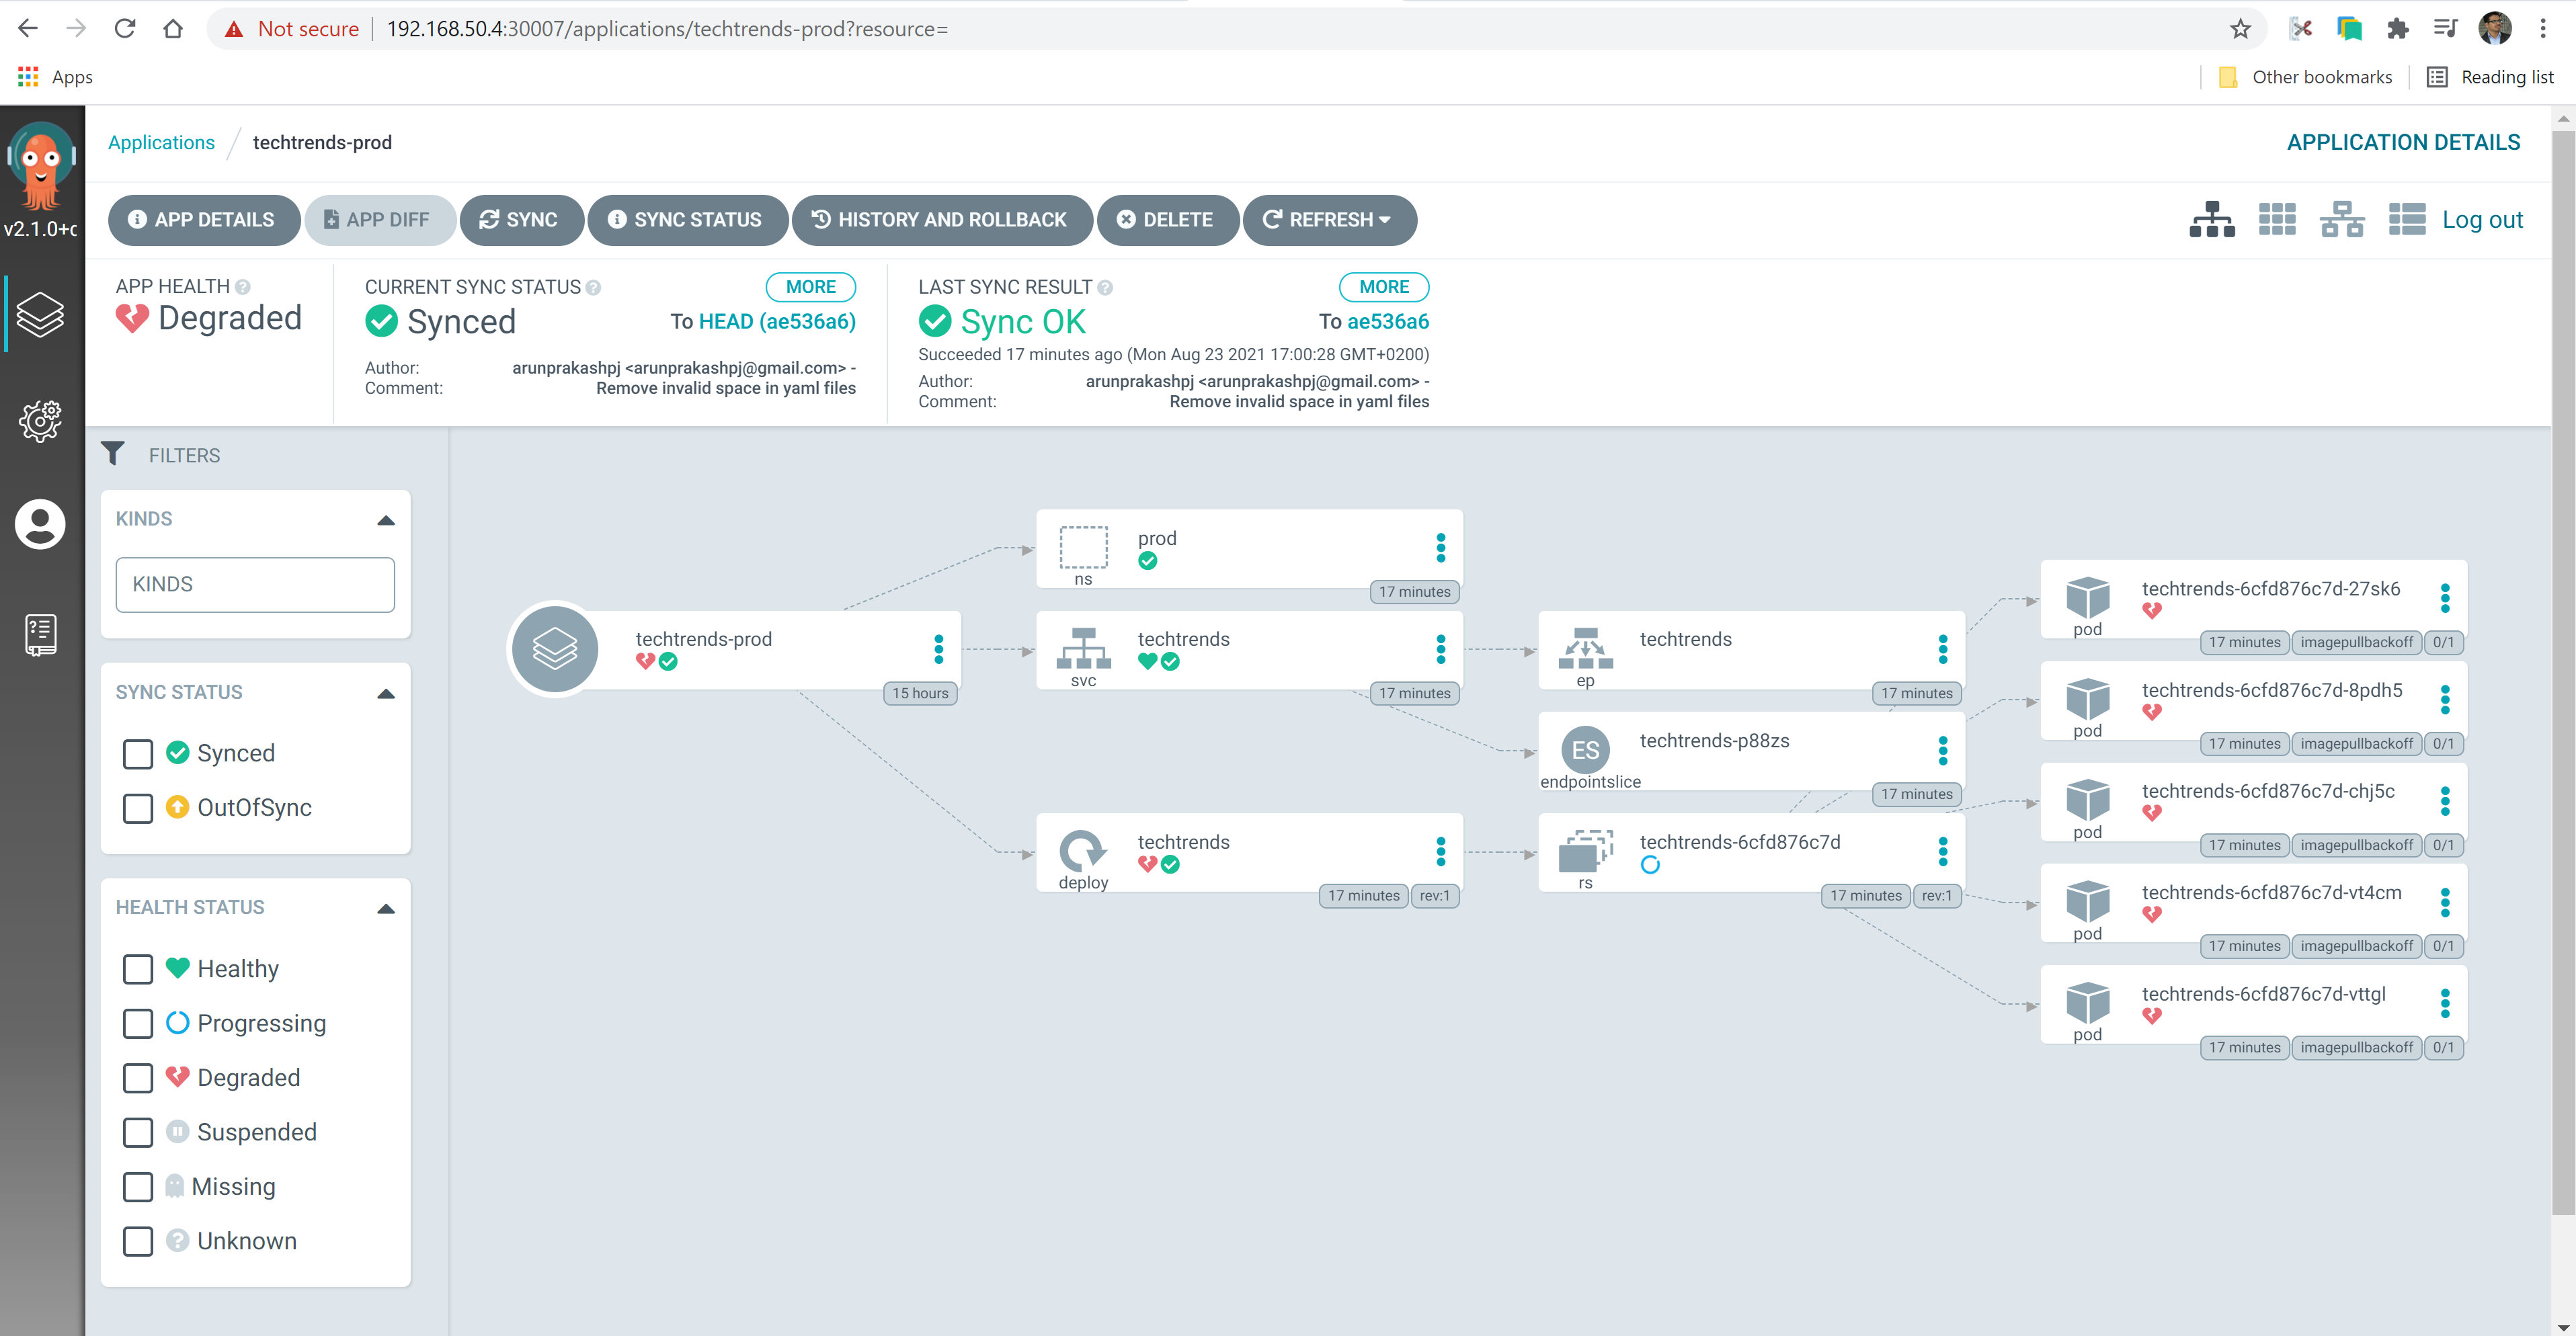 Not secure | 192.168.50.4:30007/applications/techtrends-prod?resource=
Apps
Other bookmarks
Reading list
v2.1.0+c
Applications / techtrends-prod
APPLICATION DETAILS
APP DETAILS
APP DIFF
SYNC
SYNC STATUS
HISTORY AND ROLLBACK
DELETE
REFRESH
Log out
APP HEALTH ?
Degraded
CURRENT SYNC STATUS ?
MORE
Synced
To HEAD (ae536a6)
Author: arunprakashpj <arunprakashpj@gmail.com> -
Comment: Remove invalid space in yaml files
LAST SYNC RESULT ?
MORE
Sync OK
To ae536a6
Succeeded 17 minutes ago (Mon Aug 23 2021 17:00:28 GMT+0200)
Author: arunprakashpj <arunprakashpj@gmail.com> -
Comment: Remove invalid space in yaml files
FILTERS
KINDS
KINDS
SYNC STATUS
Synced
OutOfSync
HEALTH STATUS
Healthy
Progressing
Degraded
Suspended
Missing
Unknown
techtrends-prod
15 hours
prod
ns
17 minutes
techtrends
svc
17 minutes
techtrends
deploy
17 minutes rev:1
techtrends
ep
17 minutes
ES
techtrends-p88zs
endpointslice
17 minutes
techtrends-6cfd876c7d
rs
17 minutes rev:1
techtrends-6cfd876c7d-27sk6
pod
17 minutes imagepullbackoff 0/1
techtrends-6cfd876c7d-8pdh5
pod
17 minutes imagepullbackoff 0/1
techtrends-6cfd876c7d-chj5c
pod
17 minutes imagepullbackoff 0/1
techtrends-6cfd876c7d-vt4cm
pod
17 minutes imagepullbackoff 0/1
techtrends-6cfd876c7d-vttgl
pod
17 minutes imagepullbackoff 0/1